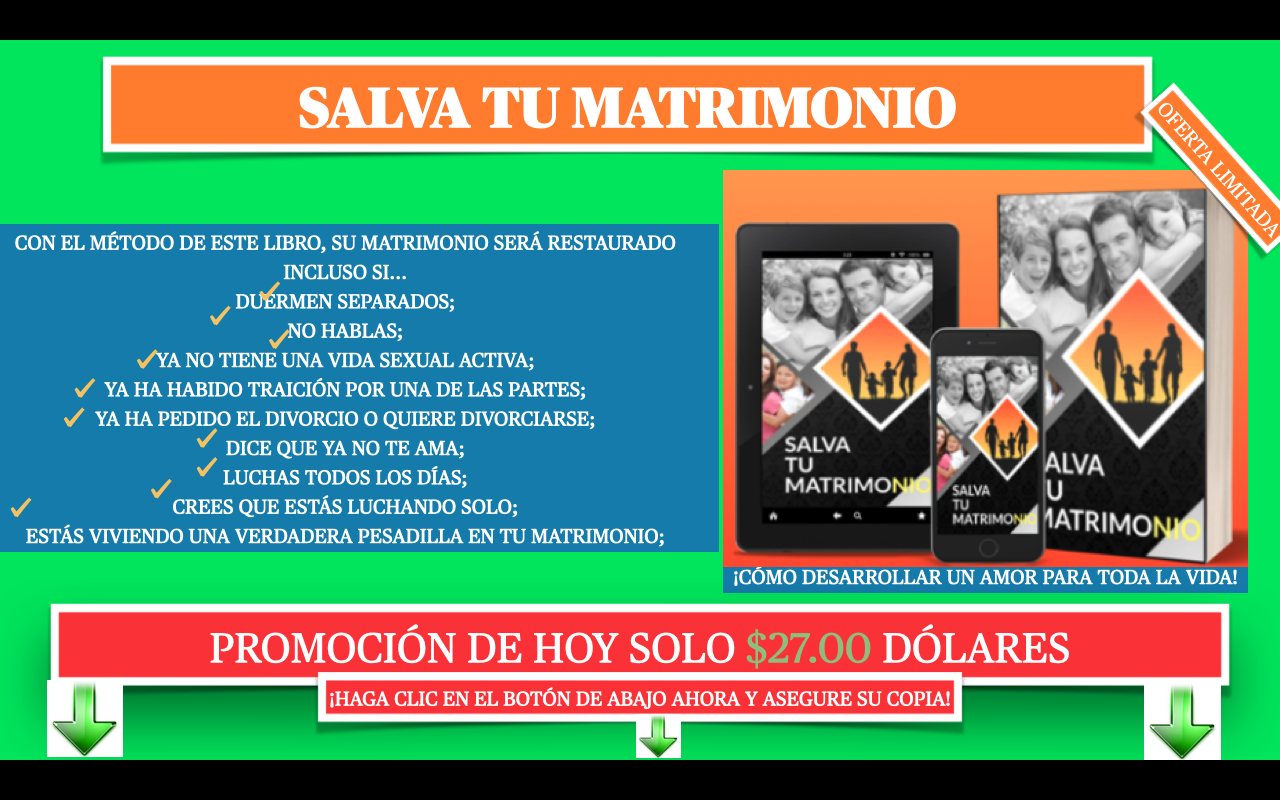 SALVA TU MATRIMONIO
OFERTA LIMITADA
CON EL MÉTODO DE ESTE LIBRO, SU MATRIMONIO SERÁ RESTAURADO
INCLUSO SI...
DUERMEN SEPARADOS;
NO HABLAS;
YA NO TIENE UNA VIDA SEXUAL ACTIVA;
YA HA HABIDO TRAICIÓN POR UNA DE LAS PARTES;
YA HA PEDIDO EL DIVORCIO O QUIERE DIVORCIARSE;
DICE QUE YA NO TE AMA;
LUCHAS TODOS LOS DÍAS;
CREES QUE ESTÁS LUCHANDO SOLO;
ESTÁS VIVIENDO UNA VERDADERA PESADILLA EN TU MATRIMONIO;
SALVA
TU
MATRIMONIO
SALVA
TU
MATRIMONIO
ALVA
U
MATRIMONIO
¡CÓMO DESARROLLAR UN AMOR PARA TODA LA VIDA!
PROMOCIÓN DE HOY SOLO $27.00 DÓLARES
¡HAGA CLIC EN EL BOTÓN DE ABAJO AHORA Y ASEGURE SU COPIA!